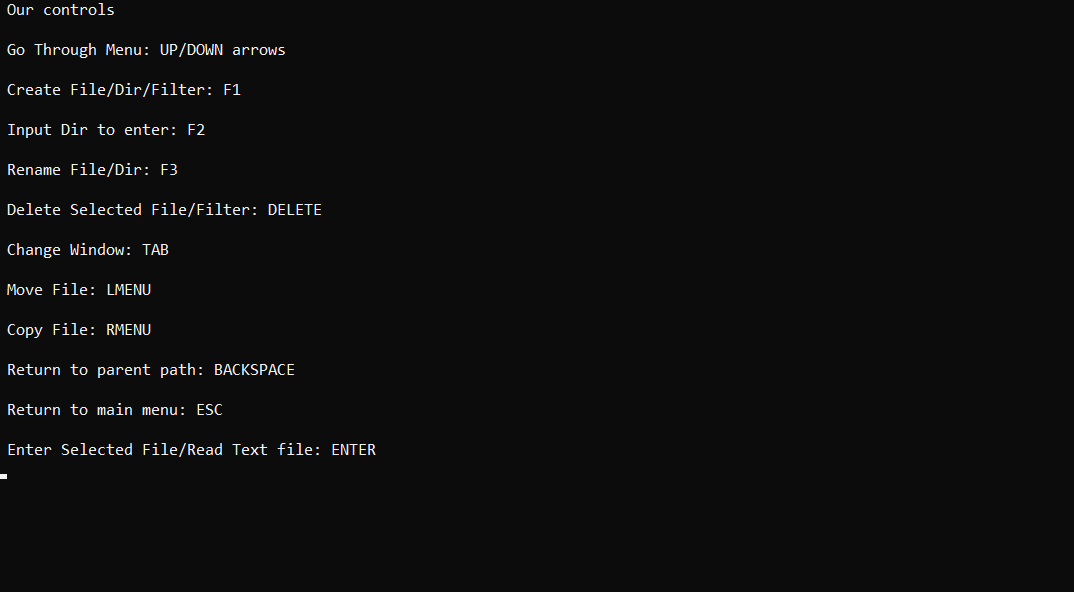 Our controls
Go Through Menu: UP/DOWN arrows
Create File/Dir/Filter: F1
Input Dir to enter: F2
Rename File/Dir: F3
Delete Selected File/Filter: DELETE
Change Window: TAB
Move File: LMENU
Copy File: RMENU
Return to parent path: BACKSPACE
Return to main menu: ESC
Enter Selected File/Read Text file: ENTER